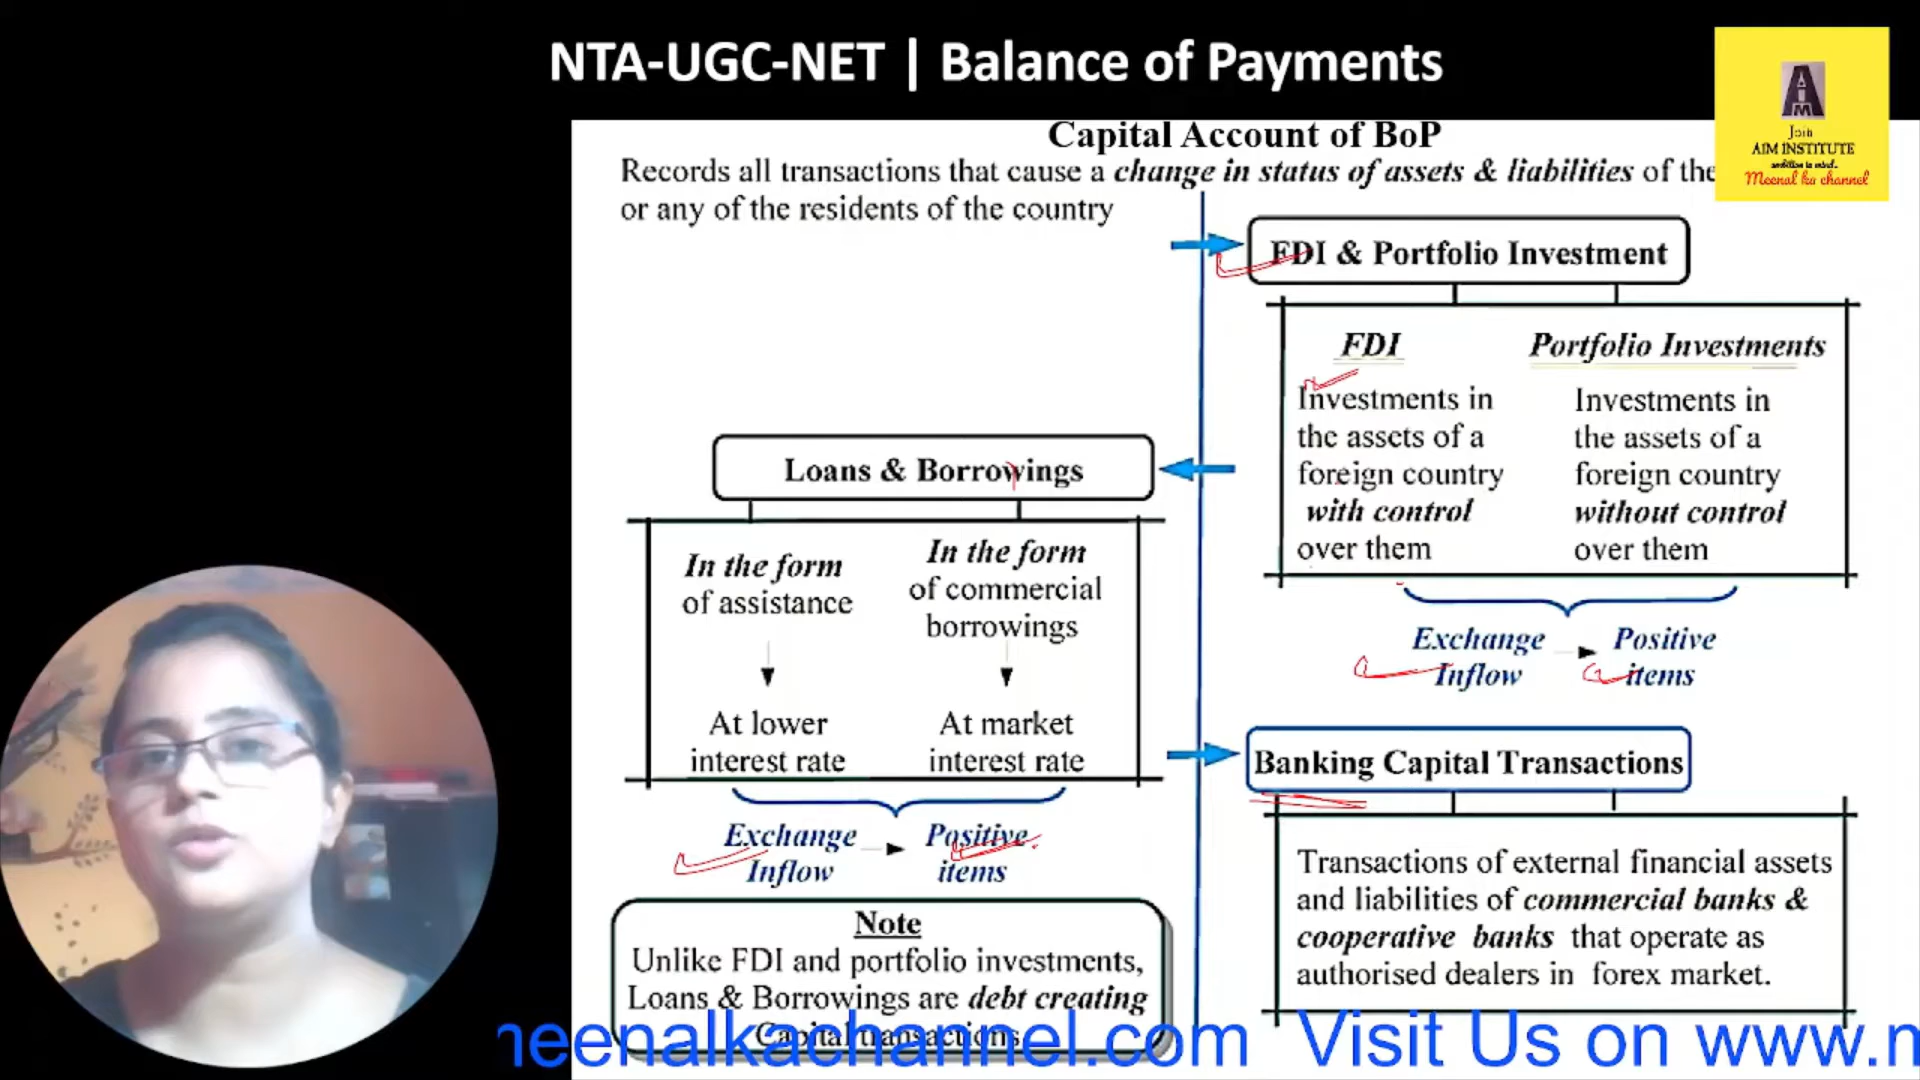 NTA-UGC-NET | Balance of Payments
Join
AIM INSTITUTE
ambition in mind..
Meenal ka channel
Capital Account of BoP
Records all transactions that cause a change in status of assets & liabilities of the
or any of the residents of the country
FDI & Portfolio Investment
FDI
Investments in
the assets of a
foreign country
with control
over them
Portfolio Investments
Investments in
the assets of a
foreign country
without control
over them
Exchange
Inflow
Positive
items
Loans & Borrowings
In the form
of assistance
At lower
interest rate
In the form
of commercial
borrowings
At market
interest rate
Exchange
Inflow
Positive
items
Note
Unlike FDI and portfolio investments,
Loans & Borrowings are debt creating
Capital transactions
Banking Capital Transactions
Transactions of external financial assets
and liabilities of commercial banks &
cooperative banks that operate as
authorised dealers in forex market.
neenalkachannel.com Visit Us on www.n